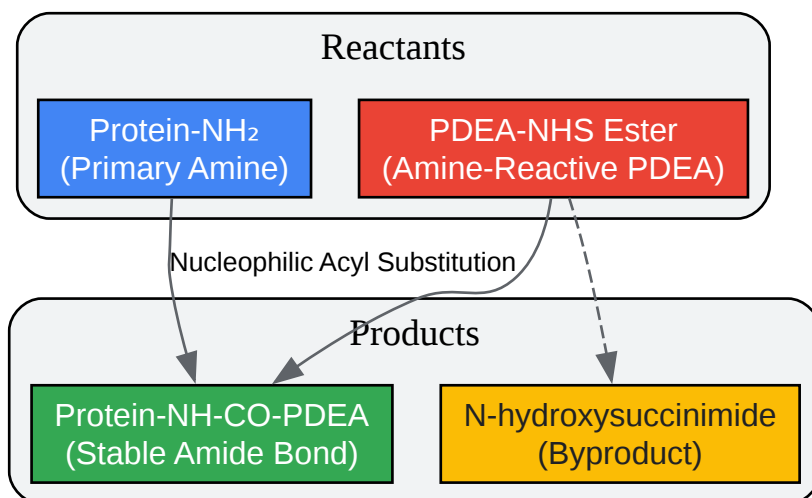 Reactants
Protein-NH₂
(Primary Amine)
PDEA-NHS Ester
(Amine-Reactive PDEA)
Nucleophilic Acyl Substitution
Products
Protein-NH-CO-PDEA
(Stable Amide Bond)
N-hydroxysuccinimide
(Byproduct)